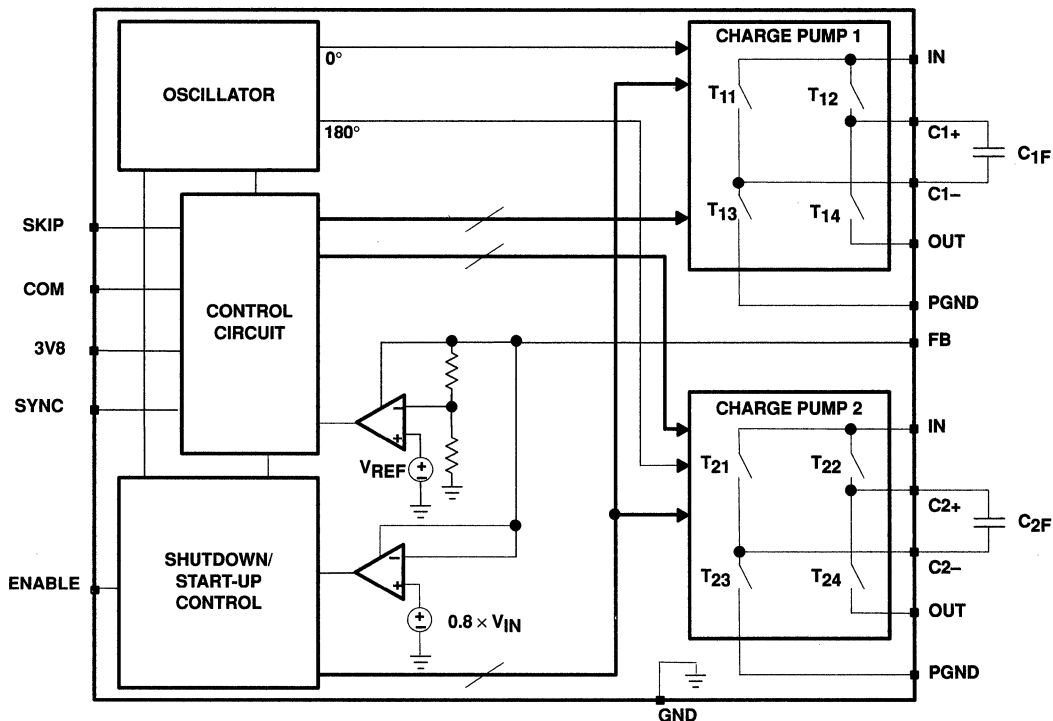 OSCILLATOR
0°
180°
CHARGE PUMP 1
T11
T12
T13
T14
IN
C1+
C1F
C1–
OUT
PGND
FB
SKIP
COM
3V8
SYNC
CONTROL
CIRCUIT
–
+
VREF
+
–
CHARGE PUMP 2
T21
T22
T23
T24
IN
C2+
C2F
C2–
OUT
PGND
ENABLE
SHUTDOWN/
START-UP
CONTROL
–
+
+
–
0.8 × VIN
GND